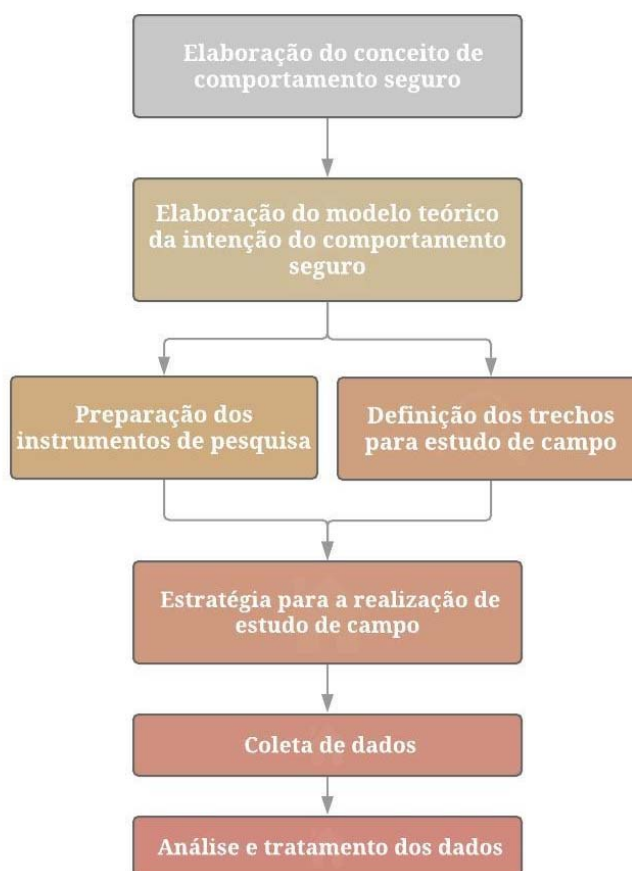 Elaboração do conceito de
comportamento seguro
Elaboração do modelo teórico
da intenção do comportamento
seguro
Preparação dos
instrumentos de pesquisa
Definição dos trechos
para estudo de campo
Estratégia para a realização de
estudo de campo
Coleta de dados
Análise e tratamento dos dados